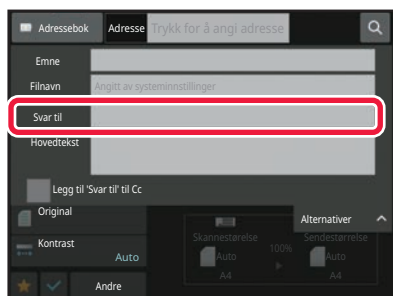 Adressebok
Adresse
Trykk for å angi adresse
Emne
Filnavn
Angitt av systeminnstillinger
Svar til
Hovedtekst
Legg til 'Svar til' til Cc
Original
Alternativer
Kontrast
Auto
Skannestørelse
100%
Sendestørrelse
Auto
Auto
A4
A4
Andre